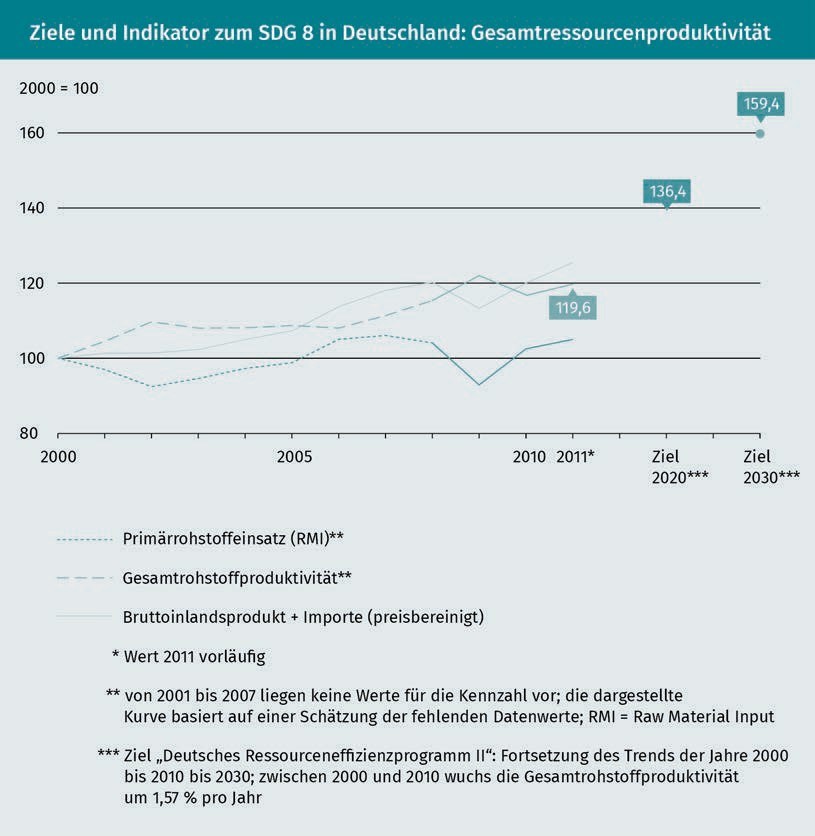 Ziele und Indikator zum SDG 8 in Deutschland: Gesamtressourcenproduktivität
2000 = 100
159,4
160
136,4
140
120
119,6
100
80
2000 2005 2010 2011* Ziel 2020*** Ziel 2030***
Primärrohstoffeinsatz (RMI)**
Gesamtrohstoffproduktivität**
Bruttoinlandsprodukt + Importe (preisbereinigt)
* Wert 2011 vorläufig
** von 2001 bis 2007 liegen keine Werte für die Kennzahl vor; die dargestellte
Kurve basiert auf einer Schätzung der fehlenden Datenwerte; RMI = Raw Material Input
*** Ziel „Deutsches Ressourceneffizienzprogramm II“: Fortsetzung des Trends der Jahre 2000
bis 2010 bis 2030; zwischen 2000 und 2010 wuchs die Gesamtrohstoffproduktivität
um 1,57 % pro Jahr